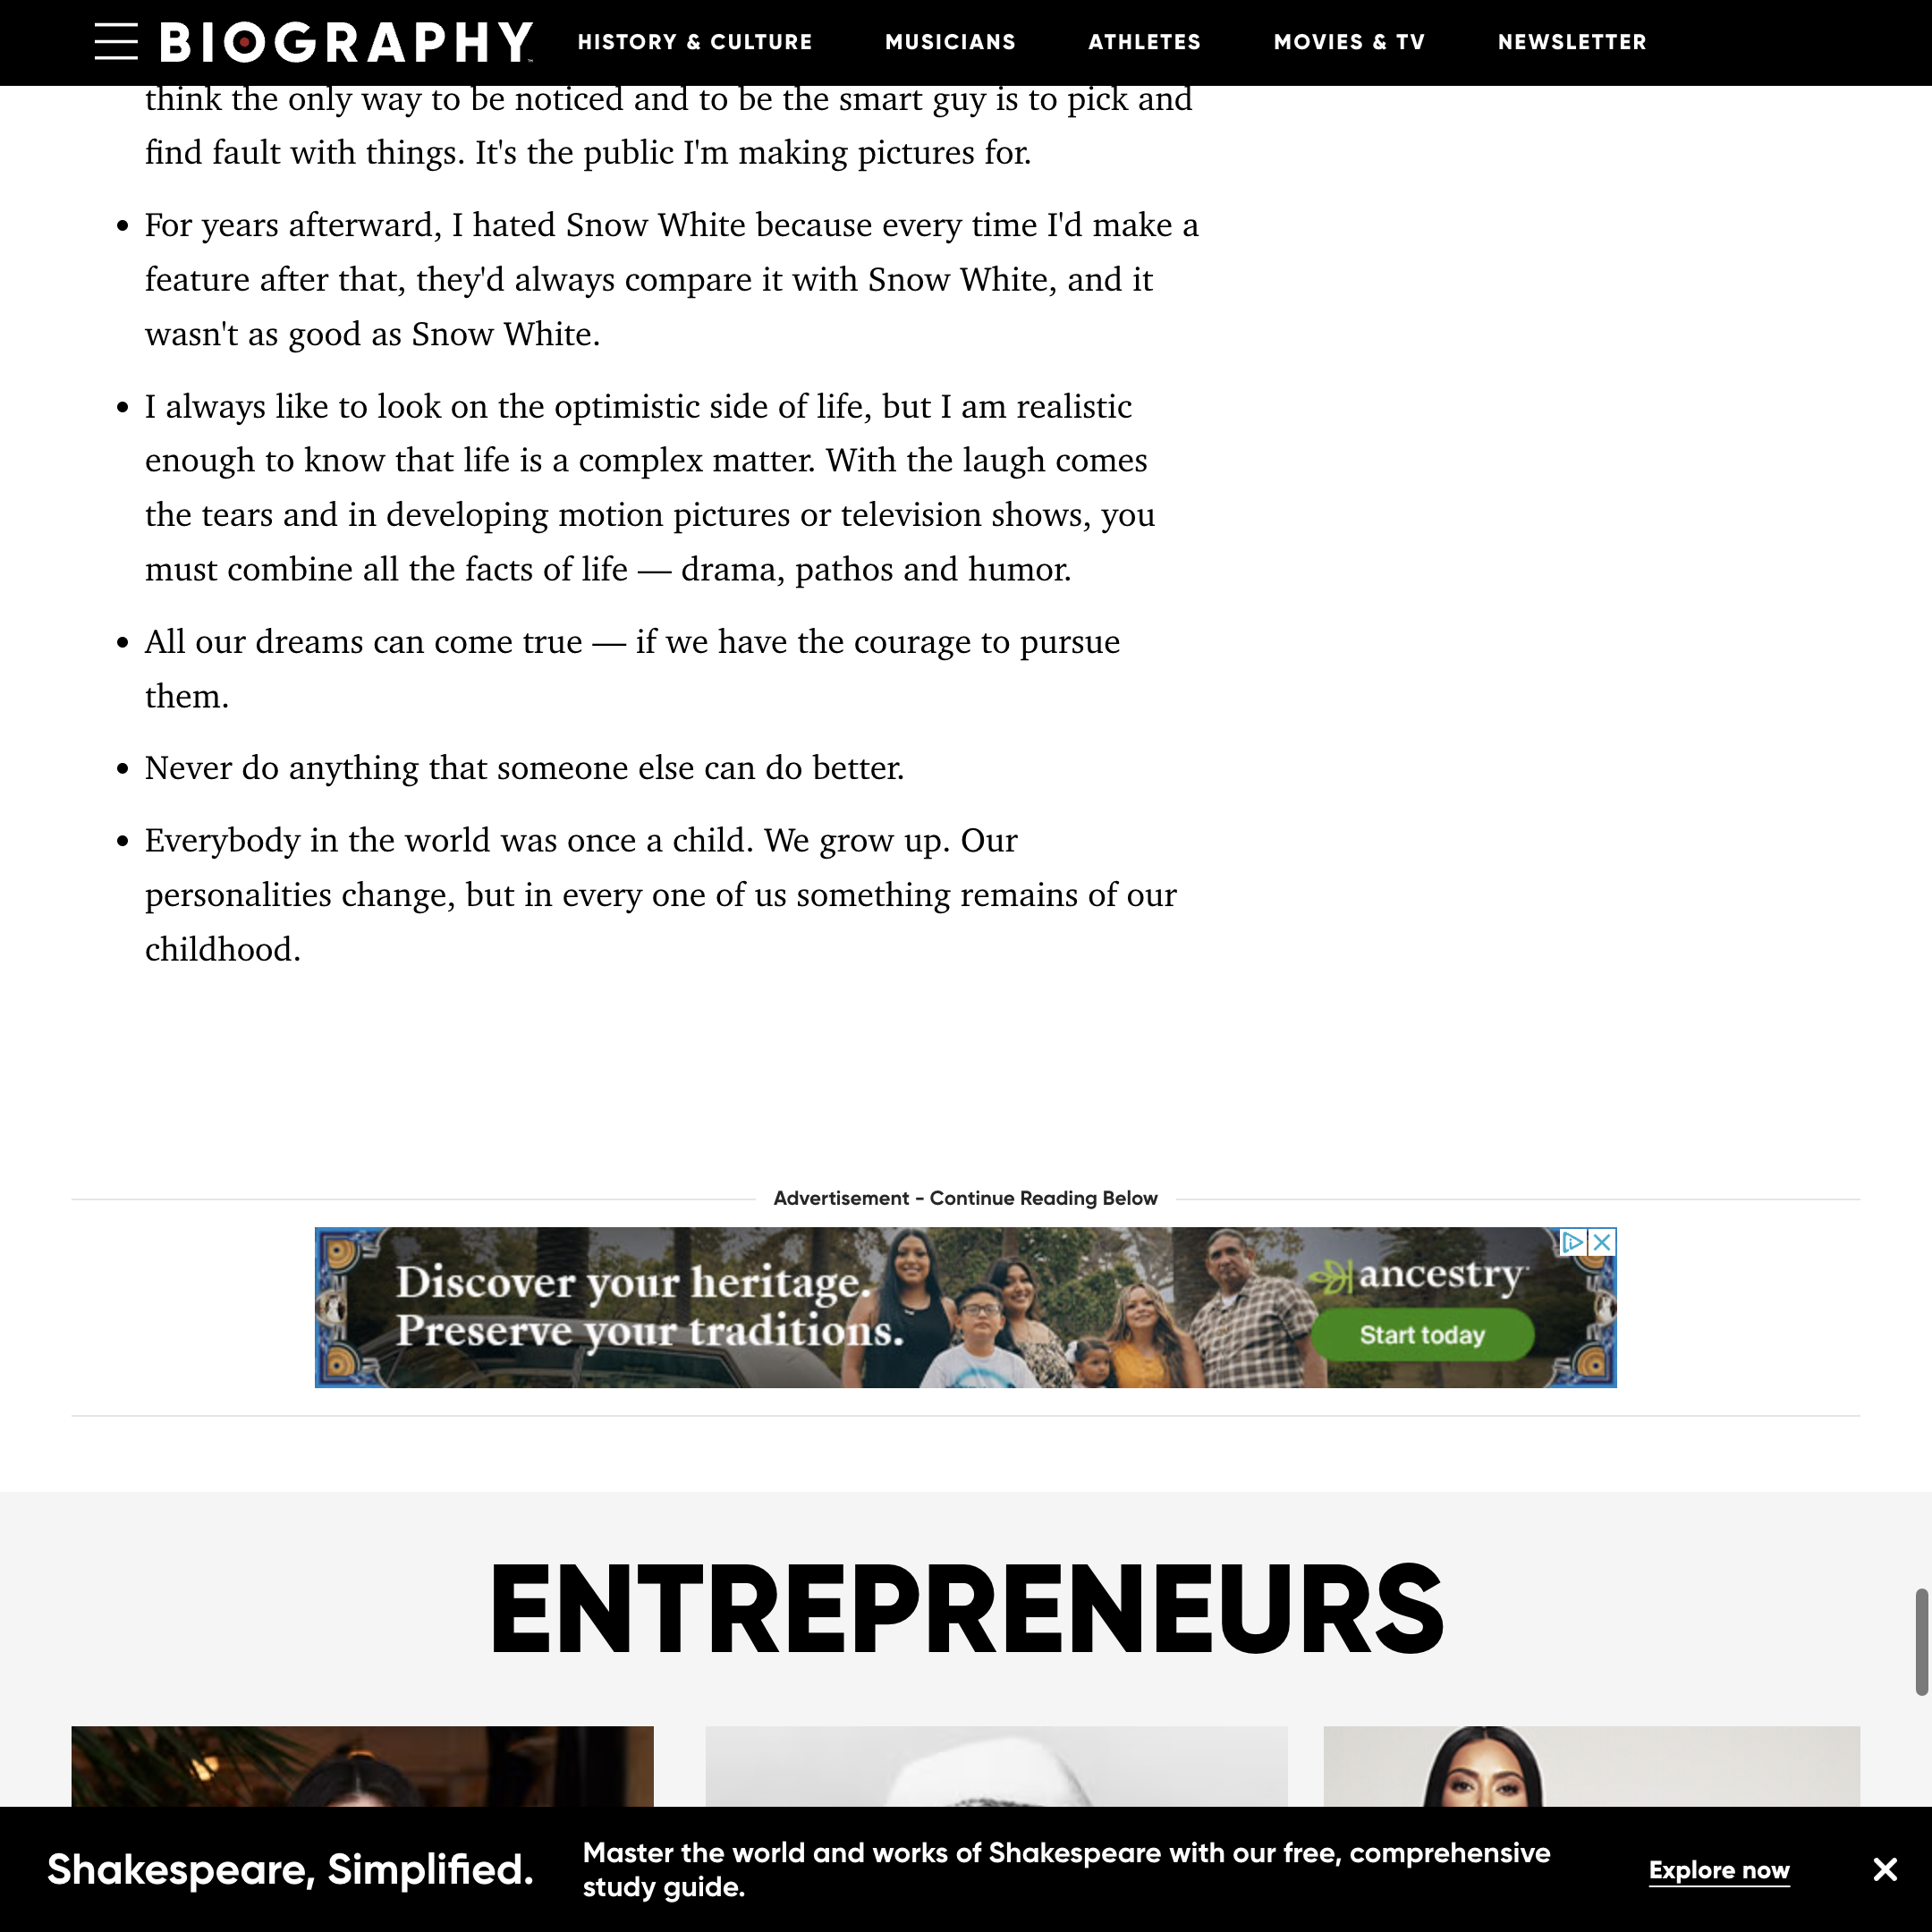 BIOGRAPHY
HISTORY & CULTURE
MUSICIANS
ATHLETES
MOVIES & TV
NEWSLETTER
think the only way to be noticed and to be the smart guy is to pick and
find fault with things. It's the public I'm making pictures for.
• For years afterward, I hated Snow White because every time I'd make a
feature after that, they'd always compare it with Snow White, and it
wasn't as good as Snow White.
• I always like to look on the optimistic side of life, but I am realistic
enough to know that life is a complex matter. With the laugh comes
the tears and in developing motion pictures or television shows, you
must combine all the facts of life — drama, pathos and humor.
• All our dreams can come true — if we have the courage to pursue
them.
• Never do anything that someone else can do better.
• Everybody in the world was once a child. We grow up. Our
personalities change, but in every one of us something remains of our
childhood.
Advertisement - Continue Reading Below
Discover your heritage.
Preserve your traditions.
ancestry
Start today
ENTREPRENEURS
Shakespeare, Simplified.
Master the world and works of Shakespeare with our free, comprehensive
study guide.
Explore now